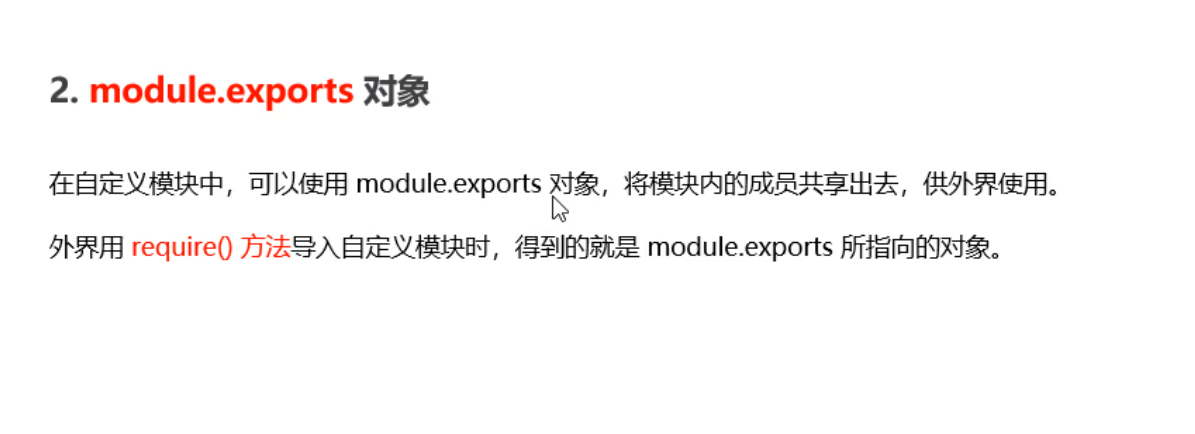 2. module.exports 对象
在自定义模块中，可以使用 module.exports 对象，将模块内的成员共享出去，供外界使用。
外界用 require() 方法导入自定义模块时，得到的就是 module.exports 所指向的对象。